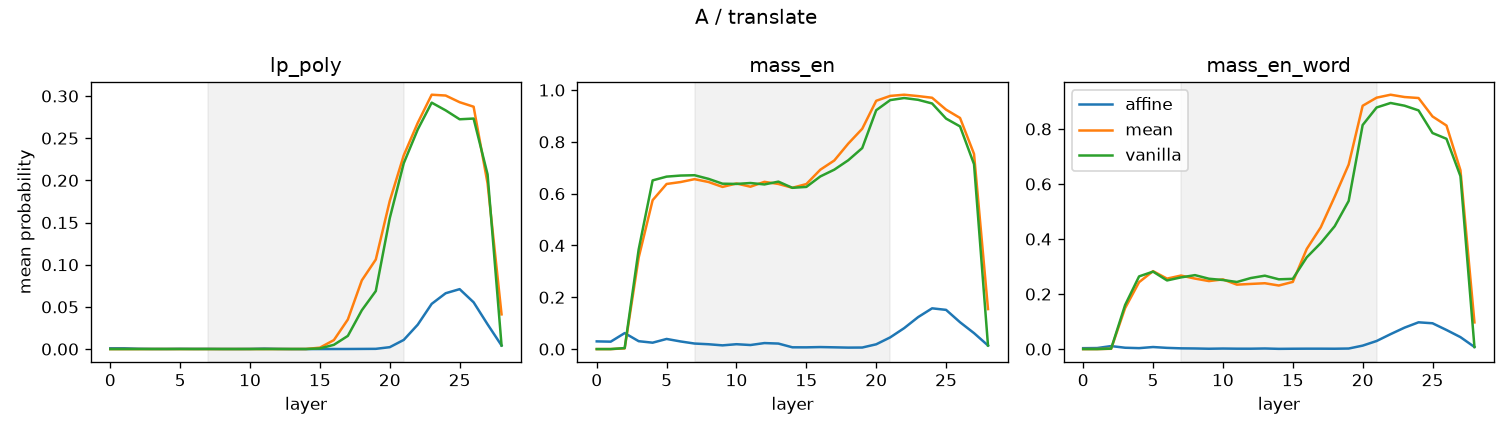 A / translate
lp_poly
mass_en
mass_en_word
mean probability
0.30
0.25
0.20
0.15
0.10
0.05
0.00
0 5 10 15 20 25
layer
1.0
0.8
0.6
0.4
0.2
0.0
0 5 10 15 20 25
layer
affine
mean
vanilla
0.8
0.6
0.4
0.2
0.0
0 5 10 15 20 25
layer